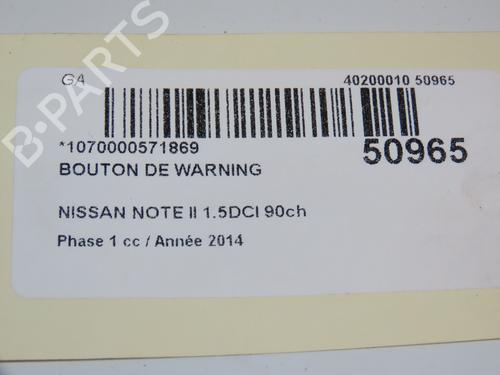 GA 40200010 50965
*1070000571869 50965
BOUTON DE WARNING
NISSAN NOTE II 1.5DCI 90ch
Phase 1 cc / Année 2014
B-PARTS